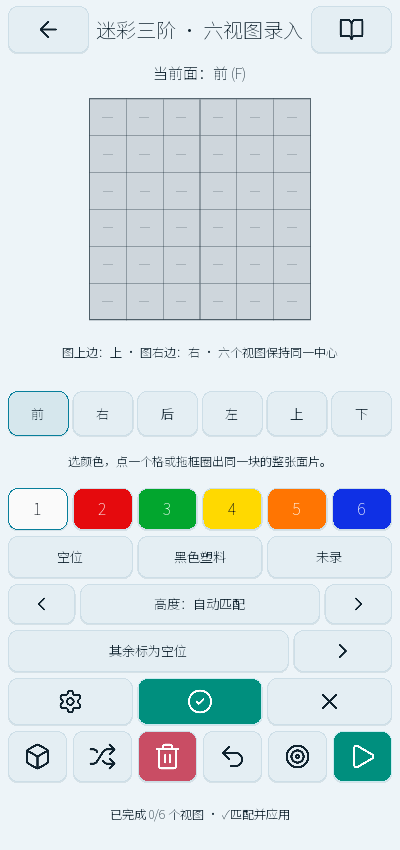 迷彩三阶 · 六视图录入
当前面：前 (F)
图上边：上 · 图右边：右 · 六个视图保持同一中心
前 右 后 左 上 下
选颜色，点一个格或拖框圈出同一块的整张面片。
1 2 3 4 5 6
空位 黑色塑料 未录
高度：自动匹配
其余标为空位
已完成 0/6 个视图 · ✓匹配并应用